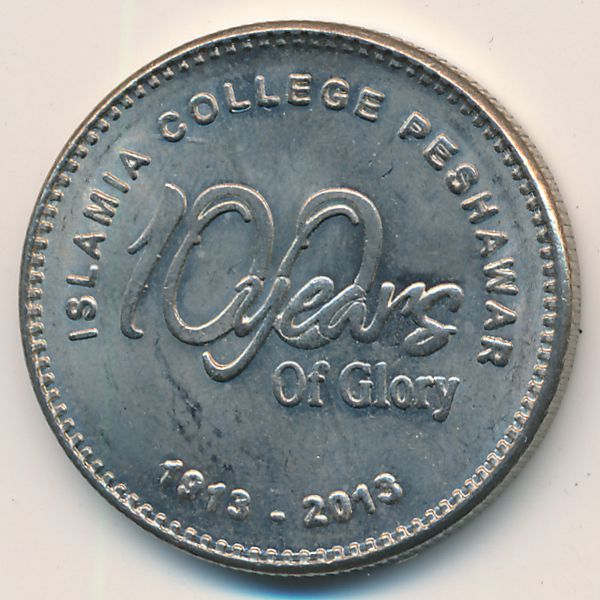 ISLAMIA COLLEGE PESHAWAR
100 years
Of Glory
1913 - 2013